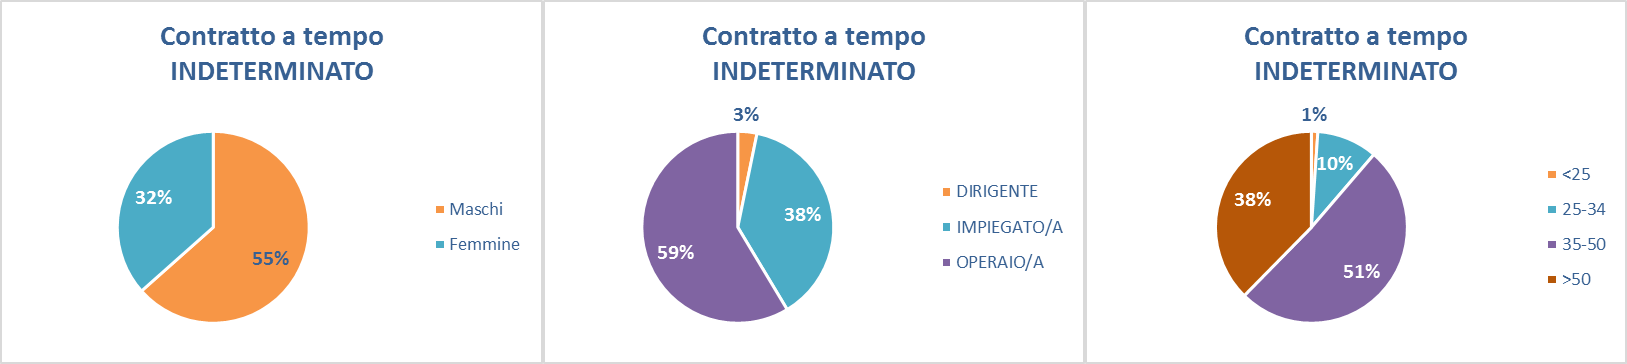 Contratto a tempo
INDETERMINATO
32%
55%
Maschi
Femmine
Contratto a tempo
INDETERMINATO
3%
38%
59%
DIRIGENTE
IMPIEGATO/A
OPERAIO/A
Contratto a tempo
INDETERMINATO
1%
10%
38%
51%
<25
25-34
35-50
>50